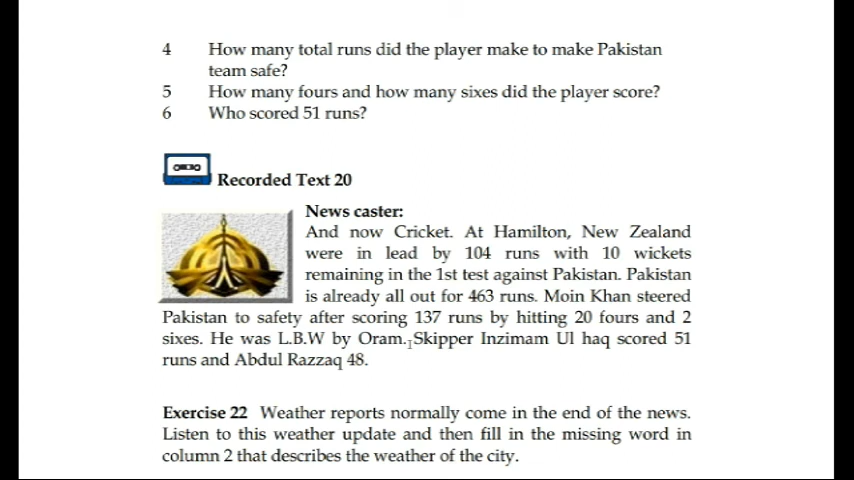 4 How many total runs did the player make to make Pakistan
team safe?
5 How many fours and how many sixes did the player score?
6 Who scored 51 runs?
Recorded Text 20
News caster:
And now Cricket. At Hamilton, New Zealand
were in lead by 104 runs with 10 wickets
remaining in the 1st test against Pakistan. Pakistan
is already all out for 463 runs. Moin Khan steered
Pakistan to safety after scoring 137 runs by hitting 20 fours and 2
sixes. He was L.B.W by Oram. Skipper Inzimam Ul haq scored 51
runs and Abdul Razzaq 48.
Exercise 22 Weather reports normally come in the end of the news.
Listen to this weather update and then fill in the missing word in
column 2 that describes the weather of the city.